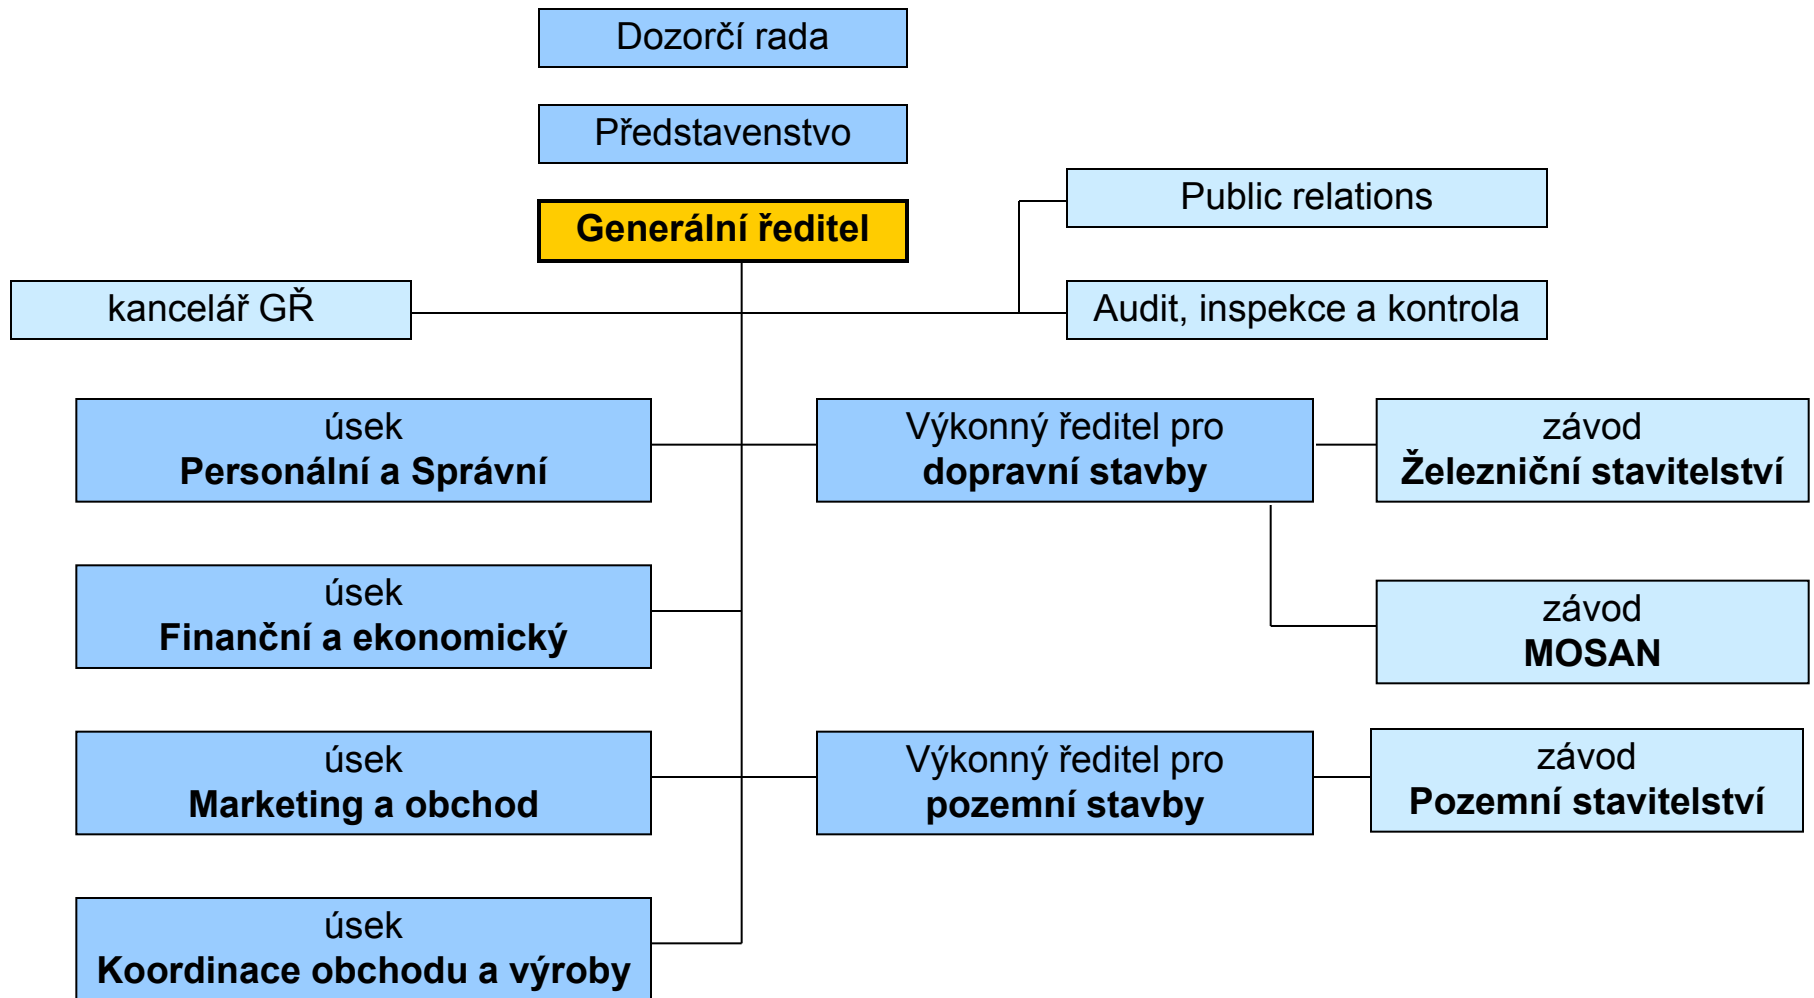 Dozorčí rada
Představenstvo
Generální ředitel
Public relations
kancelář GŘ
Audit, inspekce a kontrola
úsek
Personální a Správní
Výkonný ředitel pro
dopravní stavby
závod
Železniční stavitelství
úsek
Finanční a ekonomický
závod
MOSAN
úsek
Marketing a obchod
Výkonný ředitel pro
pozemní stavby
závod
Pozemní stavitelství
úsek
Koordinace obchodu a výroby